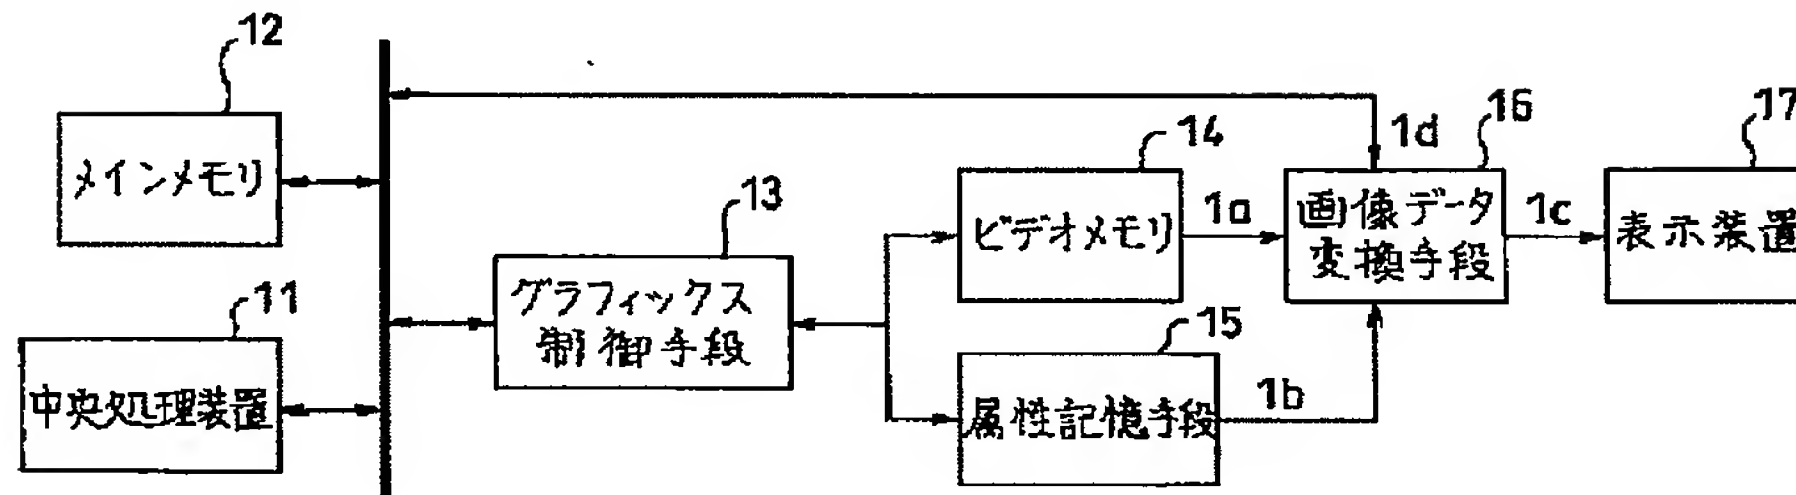 12
メインメモリ
11
中央処理装置
13
グラフィックス
制御手段
14
ビデオメモリ
15
属性記憶手段
1a
1b
1d
16
画像データ
変換手段
1c
17
表示装置